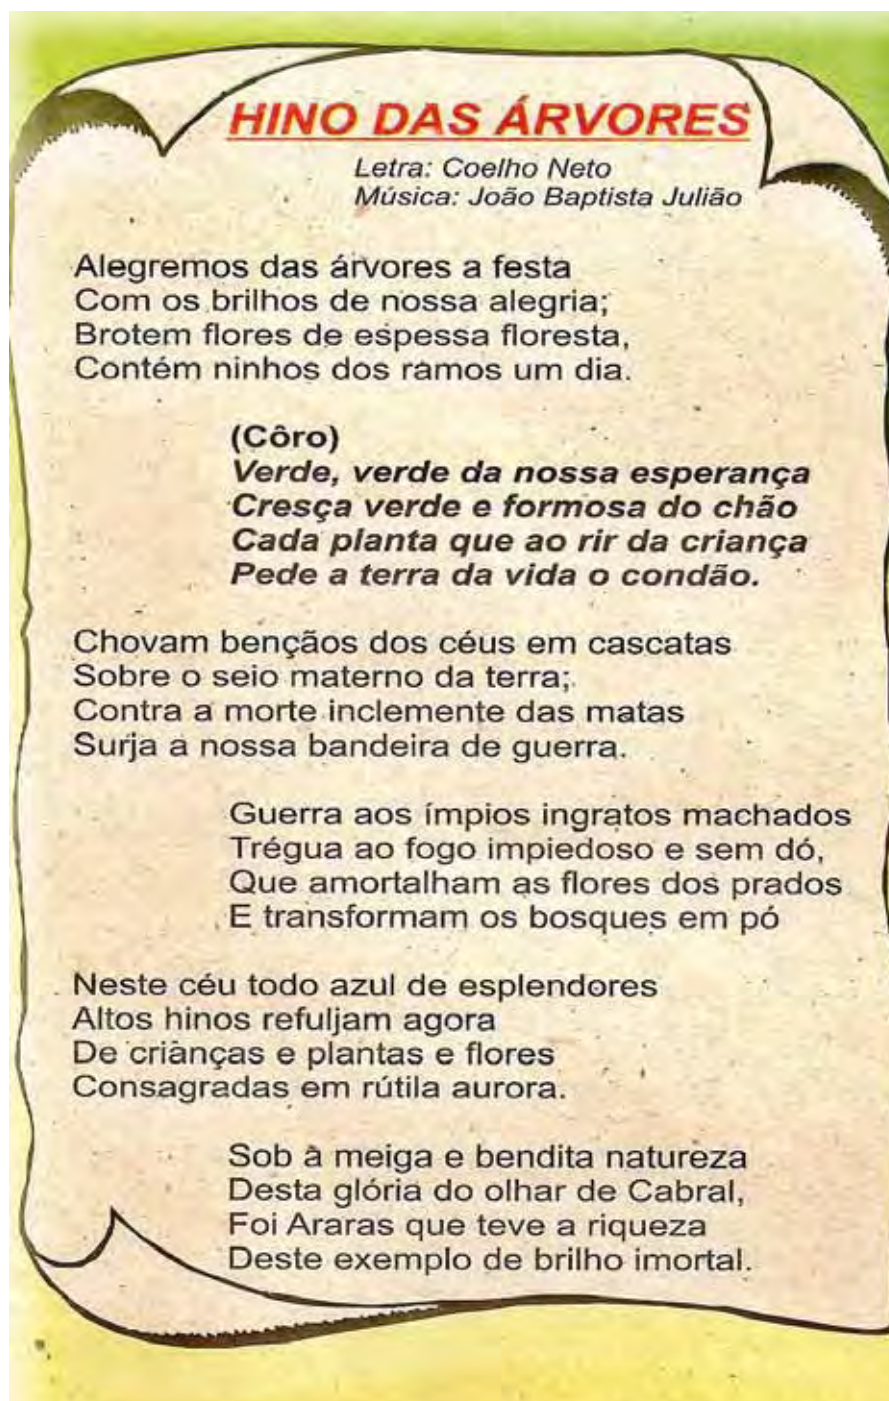 HINO DAS ÁRVORES
Letra: Coelho Neto
Música: João Baptista Julião
Alegremos das árvores a festa
Com os brilhos de nossa alegria;
Brotem flores de espessa floresta,
Contém ninhos dos ramos um dia.
(Côro)
Verde, verde da nossa esperança
Cresça verde e formosa do chão
Cada planta que ao rir da criança
Pede a terra da vida o condão.
Chovam bençãos dos céus em cascatas
Sobre o seio materno da terra;
Contra a morte inclemente das matas
Surja a nossa bandeira de guerra.
Guerra aos ímpios ingratos machados
Trégua ao fogo impiedoso e sem dó,
Que amortalham as flores dos prados
E transformam os bosques em pó
Neste céu todo azul de esplendores
Altos hinos refuljam agora
De crianças e plantas e flores
Consagradas em rútila aurora.
Sob a meiga e bendita natureza
Desta glória do olhar de Cabral,
Foi Araras que teve a riqueza
Deste exemplo de brilho imortal.